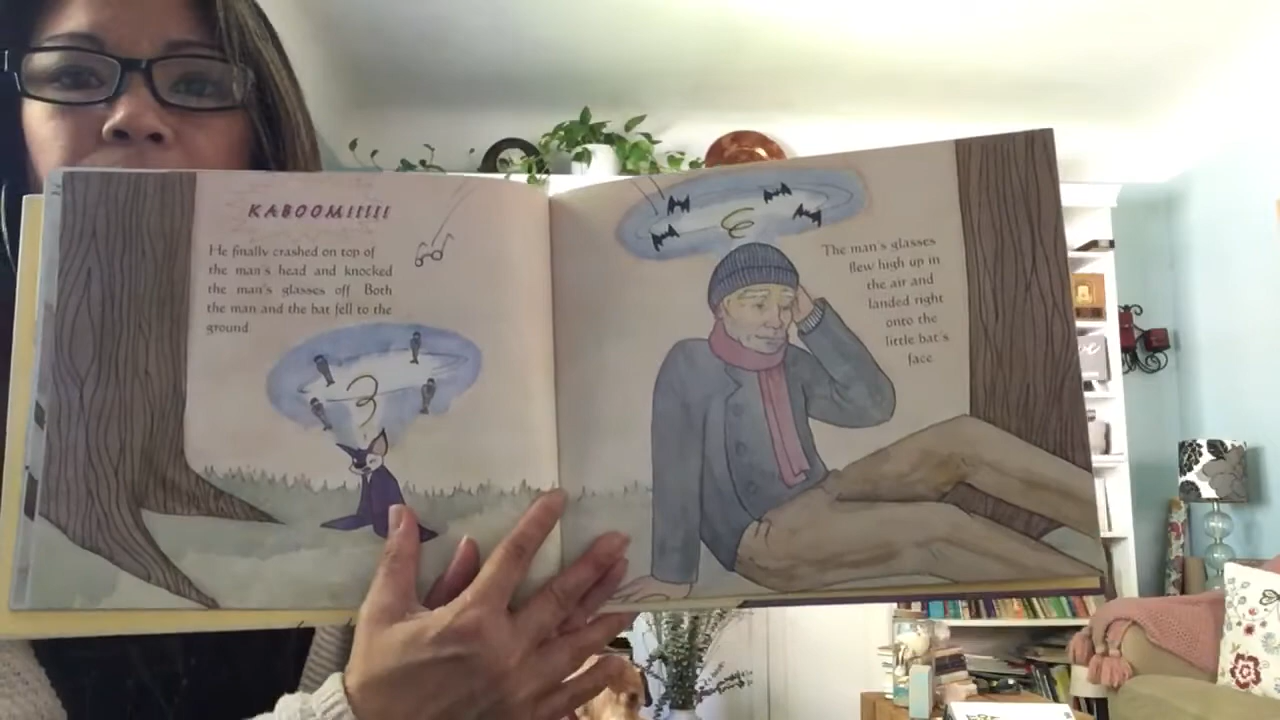 KABOOM!!!!!
He finally crashed on top of
the man's head and knocked
the man's glasses off. Both
the man and the bat fell to the
ground.
The man's glasses
flew high up in
the air and
landed right
onto the
little bat's
face.